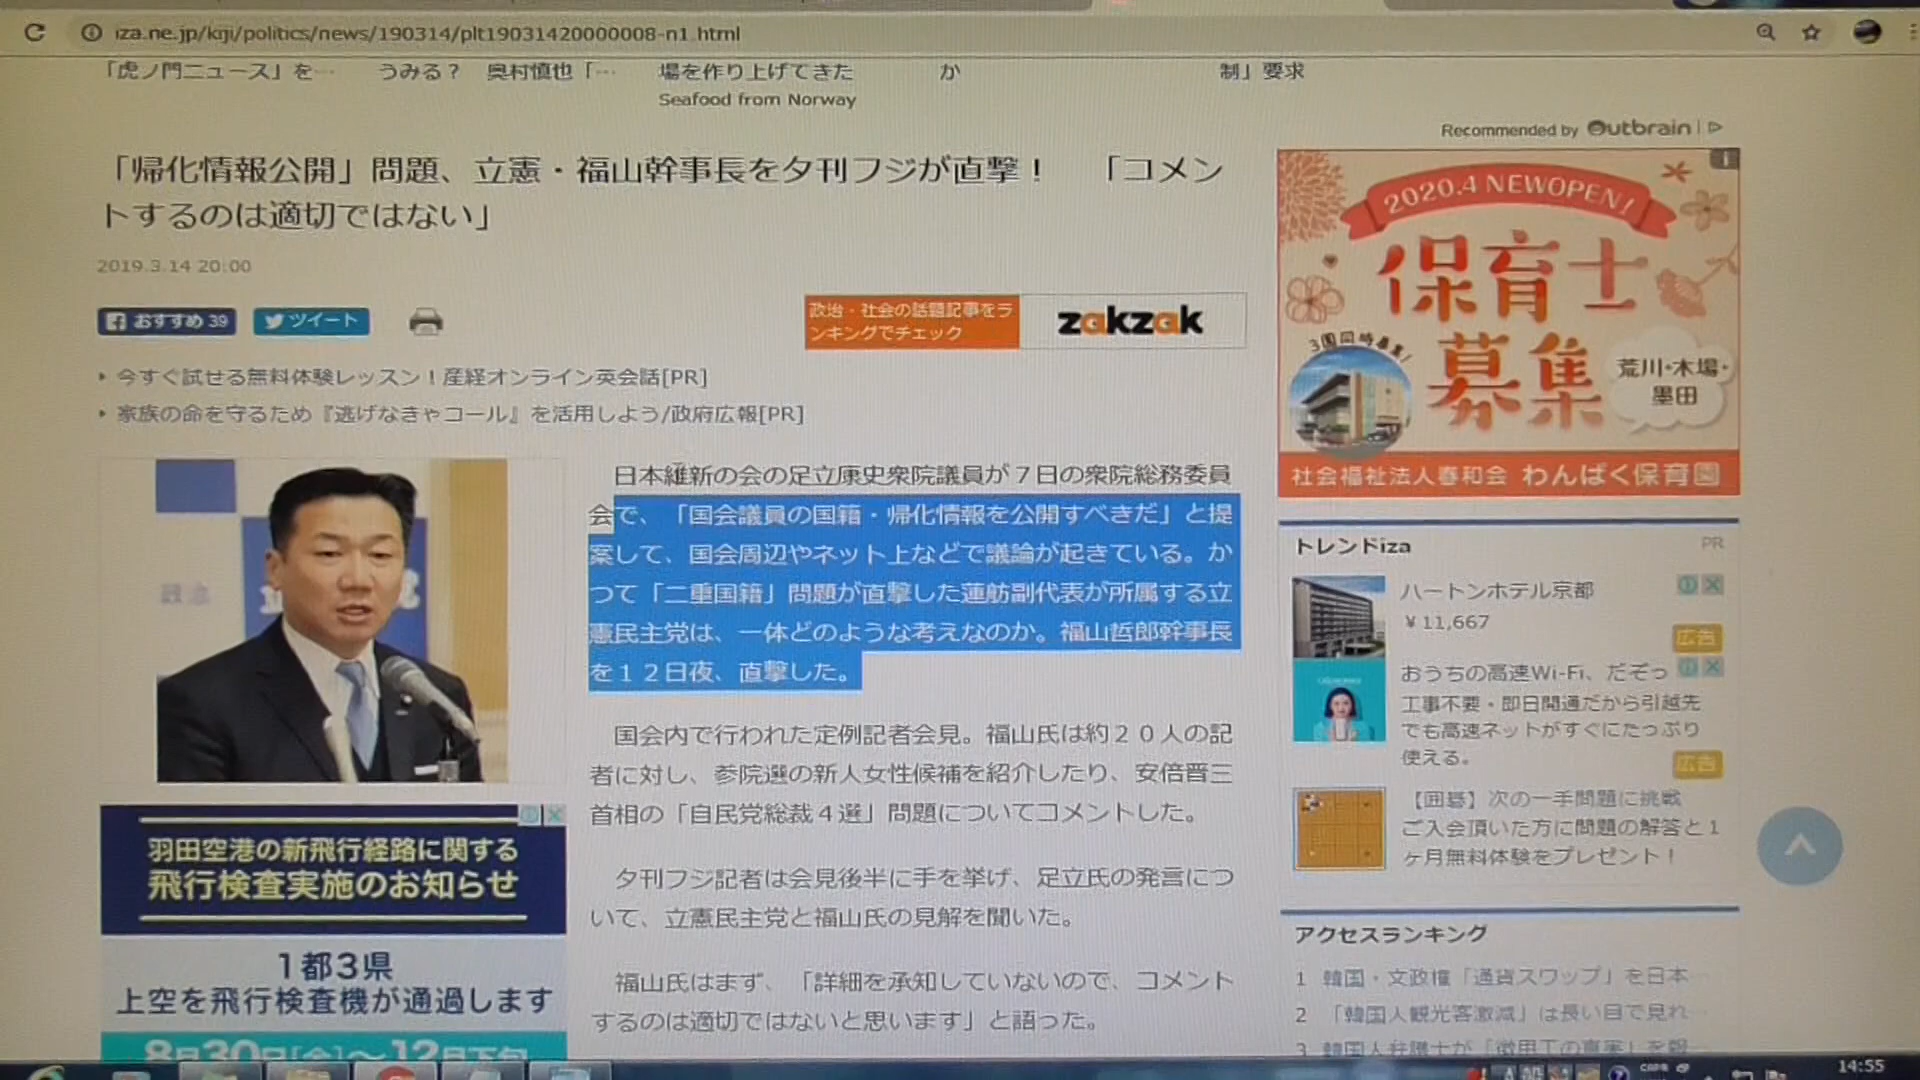 iza.ne.jp/kiji/politics/news/190314/plt19031420000008-n1.html
「虎ノ門ニュース」を…
うみる？ 奥村慎也「…
場を作り上げてきた
か
制」要求
Seafood from Norway
Recommended by Outbrain
「帰化情報公開」問題、立憲・福山幹事長を夕刊フジが直撃！ 「コメン
トするのは適切ではない」
2019.3.14 20:00
おすすめ 39
ツイート
政治・社会の話題記事をラ
ンキングでチェック
zakzak
今すぐ試せる無料体験レッスン！産経オンライン英会話[PR]
家族の命を守るため『逃げなきゃコール』を活用しよう/政府広報[PR]
日本維新の会の足立康史衆院議員が７日の衆院総務委員
会で、「国会議員の国籍・帰化情報を公開すべきだ」と提
案して、国会周辺やネット上などで議論が起きている。か
つて「二重国籍」問題が直撃した蓮舫副代表が所属する立
憲民主党は、一体どのような考えなのか。福山哲郎幹事長
を１２日夜、直撃した。
国会内で行われた定例記者会見。福山氏は約２０人の記
者に対し、参院選の新人女性候補を紹介したり、安倍晋三
首相の「自民党総裁４選」問題についてコメントした。
夕刊フジ記者は会見後半に手を挙げ、足立氏の発言につ
いて、立憲民主党と福山氏の見解を聞いた。
福山氏はまず、「詳細を承知していないので、コメント
するのは適切ではないと思います」と語った。
羽田空港の新飛行経路に関する
飛行検査実施のお知らせ
1都3県
上空を飛行検査機が通過します
8月30日[金]～12月下旬
2020.4 NEWOPEN!
保育士
3園同時募集!
募集
荒川・木場・
墨田
社会福祉法人春和会 わんぱく保育園
トレンドiza
PR
ハートンホテル京都
￥11,667
広告
おうちの高速Wi-Fi、だぞっ
工事不要・即日開通だから引越先
でも高速ネットがすぐにたっぷり
使える。
広告
【囲碁】次の一手問題に挑戦
ご入会頂いた方に問題の解答と１
ヶ月無料体験をプレゼント！
アクセスランキング
1 韓国・文政権「通貨スワップ」を日本…
2 「韓国人観光客激減」は長い目で見れ…
3 韓国人弁護士が「徴用工の真実」を報…
14:55